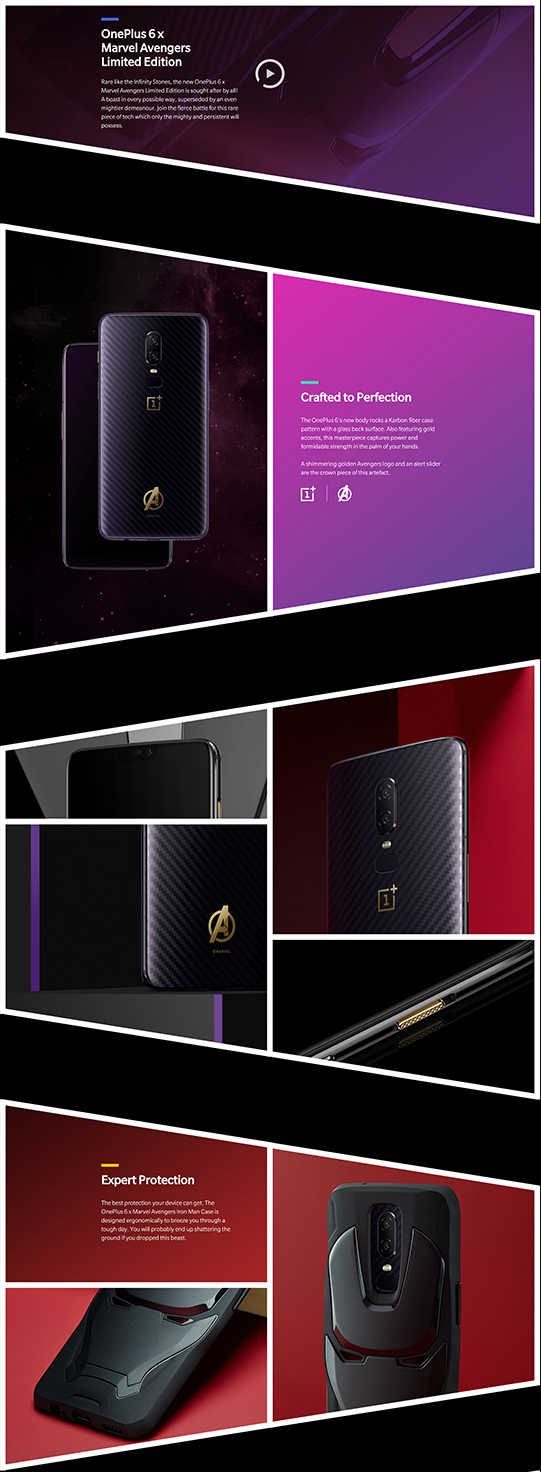 OnePlus 6 x
Marvel Avengers
Limited Edition
Rare like the Infinity Stones, the new OnePlus 6 x
Marvel Avengers Limited Edition is sought after by all!
A beast in every possible way, superseded by an even
mightier demeanour. Join the fierce battle for this rare
piece of tech which only the mighty and persistent will
possess.
Crafted to Perfection
The OnePlus 6's new body rocks a Karbon fiber case
pattern with a glass back surface. Also featuring gold
accents, this masterpiece captures power and
formidable strength in the palm of your hands.
A shimmering golden Avengers logo and an alert slider
are the crown piece of this artefact.
©MARVEL
Expert Protection
The best protection your device can get. The
OnePlus 6 x Marvel Avengers Iron Man Case is
designed ergonomically to breeze you through a
tough day. You will probably end up shattering the
ground if you dropped this beast.